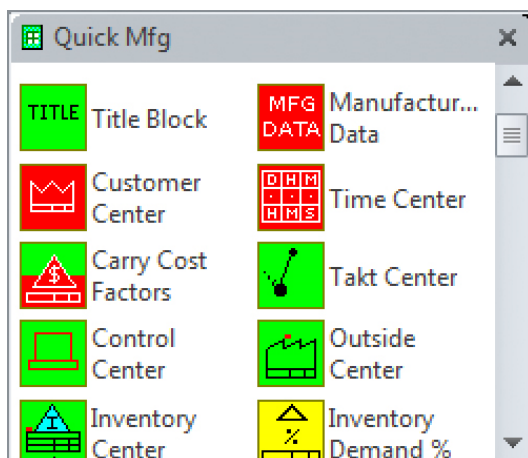 Quick Mfg
TITLE
Title Block
MFG
DATA
Manufactur...
Data
Customer
Center
D H M
H M S
Time Center
$
Carry Cost
Factors
Takt Center
Control
Center
Outside
Center
I
Inventory
Center
%
Inventory
Demand %